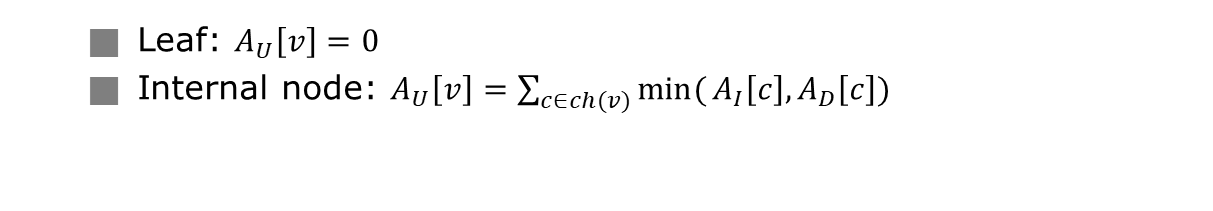 Leaf: A_U[v] = 0
Internal node: A_U[v] = ∑_{c∈ch(v)} min( A_I[c], A_D[c])